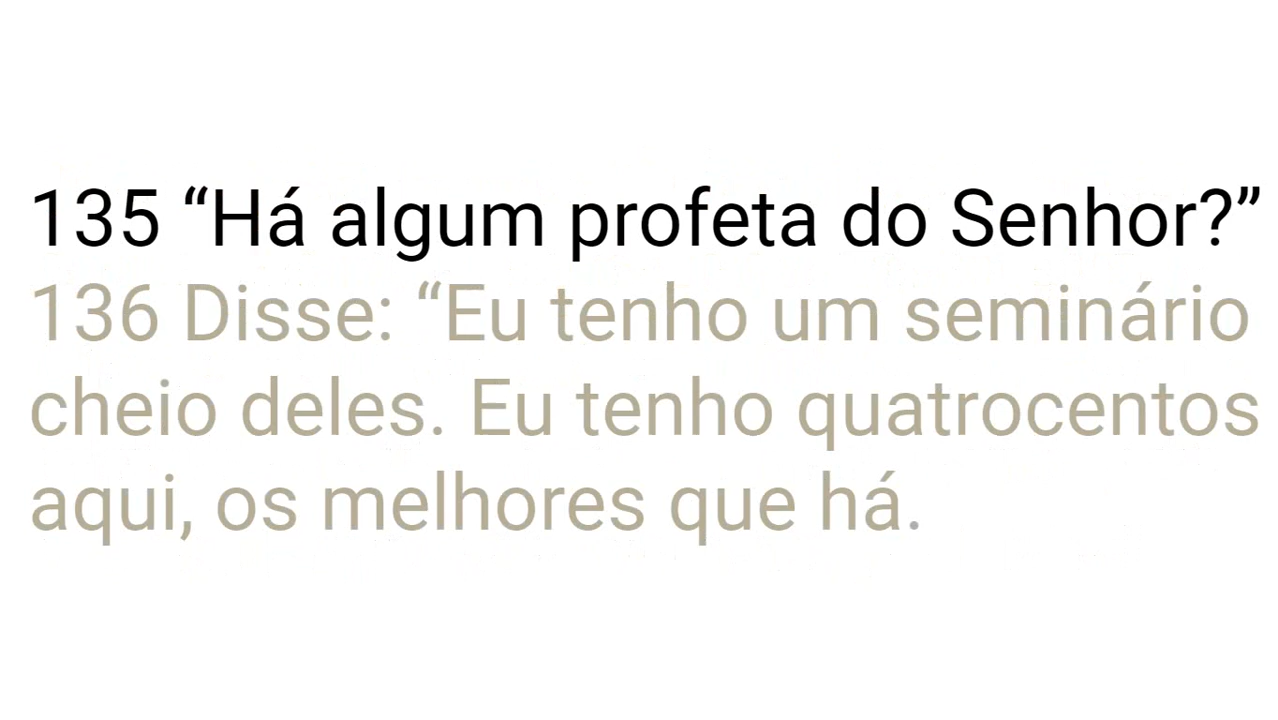 135 “Há algum profeta do Senhor?”
136 Disse: “Eu tenho um seminário
cheio deles. Eu tenho quatrocentos
aqui, os melhores que há.